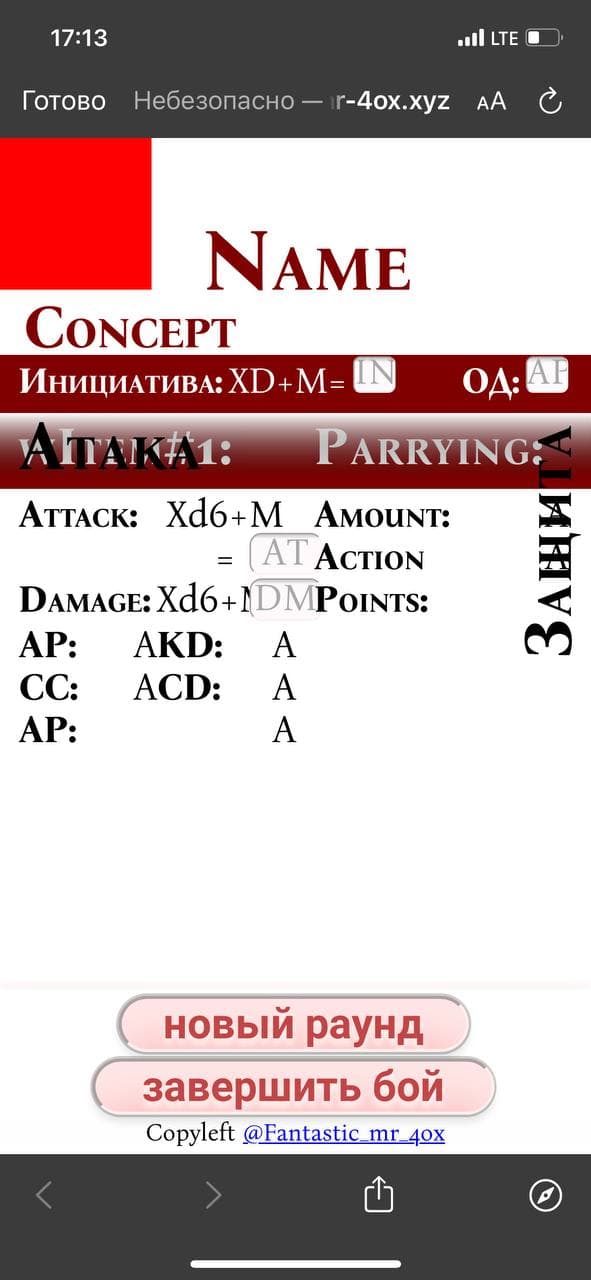 17:13 LTE
Готово Небезопасно — r-4ox.xyz AA
Name
Concept
Инициатива: XD+M= IN ОД: AP
Атака Item#1: Parrying:
Защита
Attack: Xd6+M Amount:
= AT Action
Damage: Xd6+ DM Points:
AP: AKD: A
CC: ACD: A
AP: A
новый раунд
завершить бой
Copyleft @Fantastic_mr_4ox